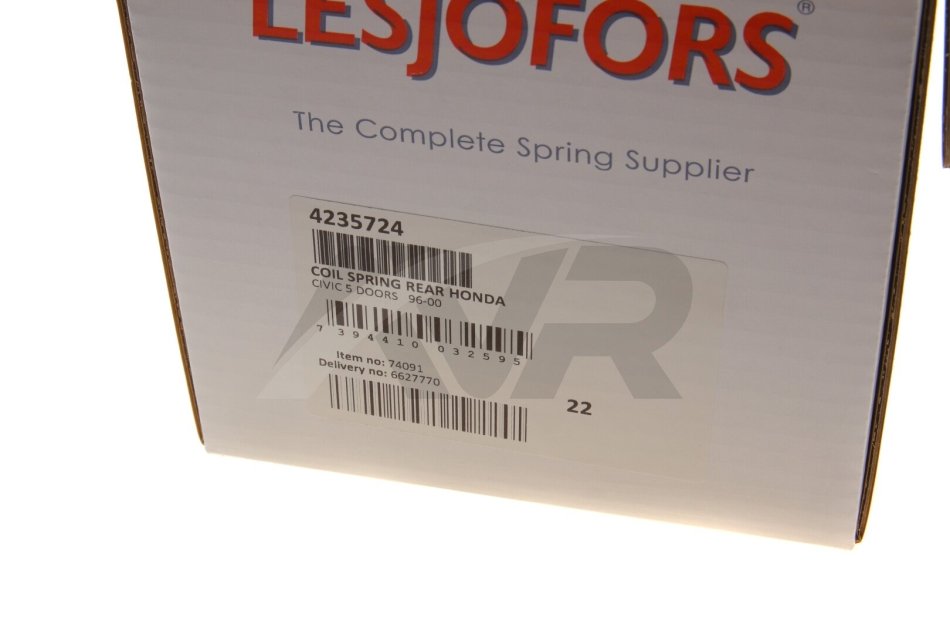 LESJOFORS®
The Complete Spring Supplier
4235724
COIL SPRING REAR HONDA
CIVIC 5 DOORS 96-00
7 394410 032595
Item no: 74091
Delivery no: 6627770
22
AVR